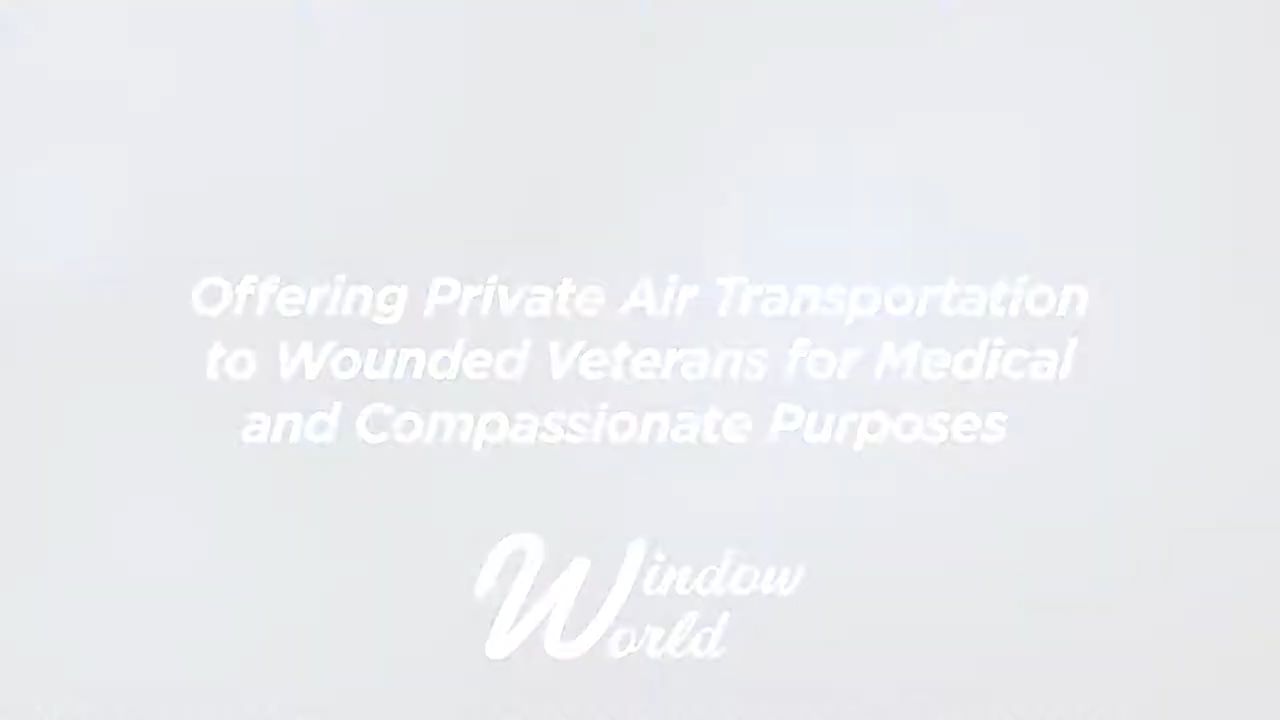 Offering Private Air Transportation
to Wounded Veterans for Medical
and Compassionate Purposes
Window
World